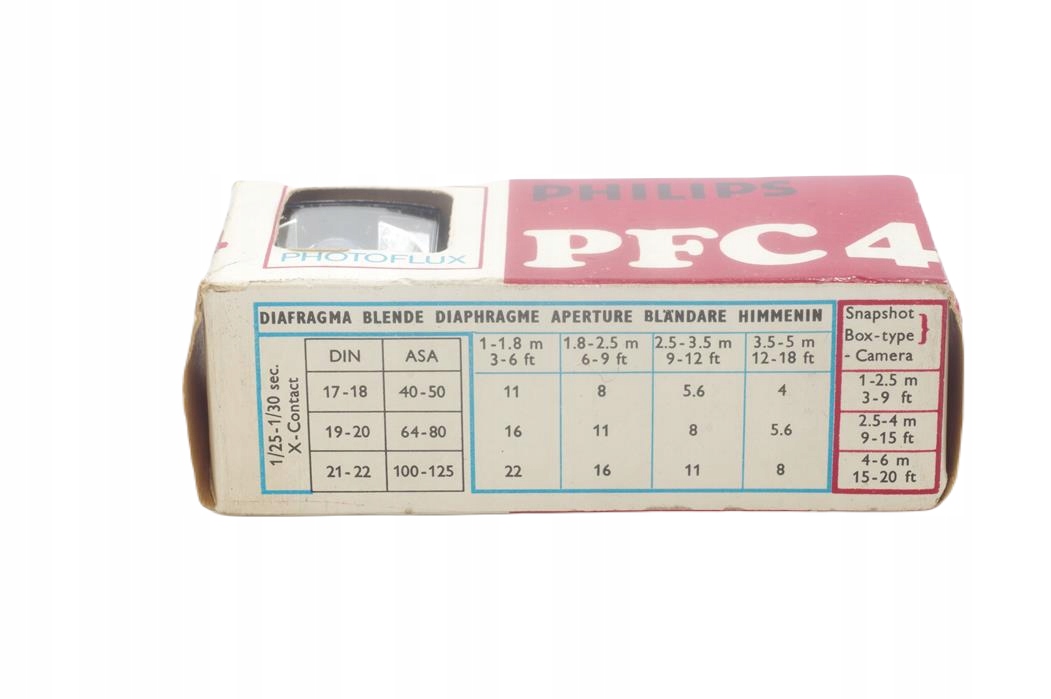 PHILIPS
PFC4
PHOTOFLUX
DIAFRAGMA BLENDE DIAPHRAGME APERTURE BLÄNDARE HIMMENIN
1/25-1/30 sec.
X-Contact
DIN ASA
1-1.8 m 1.8-2.5 m 2.5-3.5 m 3.5-5 m
3-6 ft 6-9 ft 9-12 ft 12-18 ft
17-18 40-50 11 8 5.6 4
19-20 64-80 16 11 8 5.6
21-22 100-125 22 16 11 8
Snapshot
Box-type }
- Camera
1-2.5 m
3-9 ft
2.5-4 m
9-15 ft
4-6 m
15-20 ft